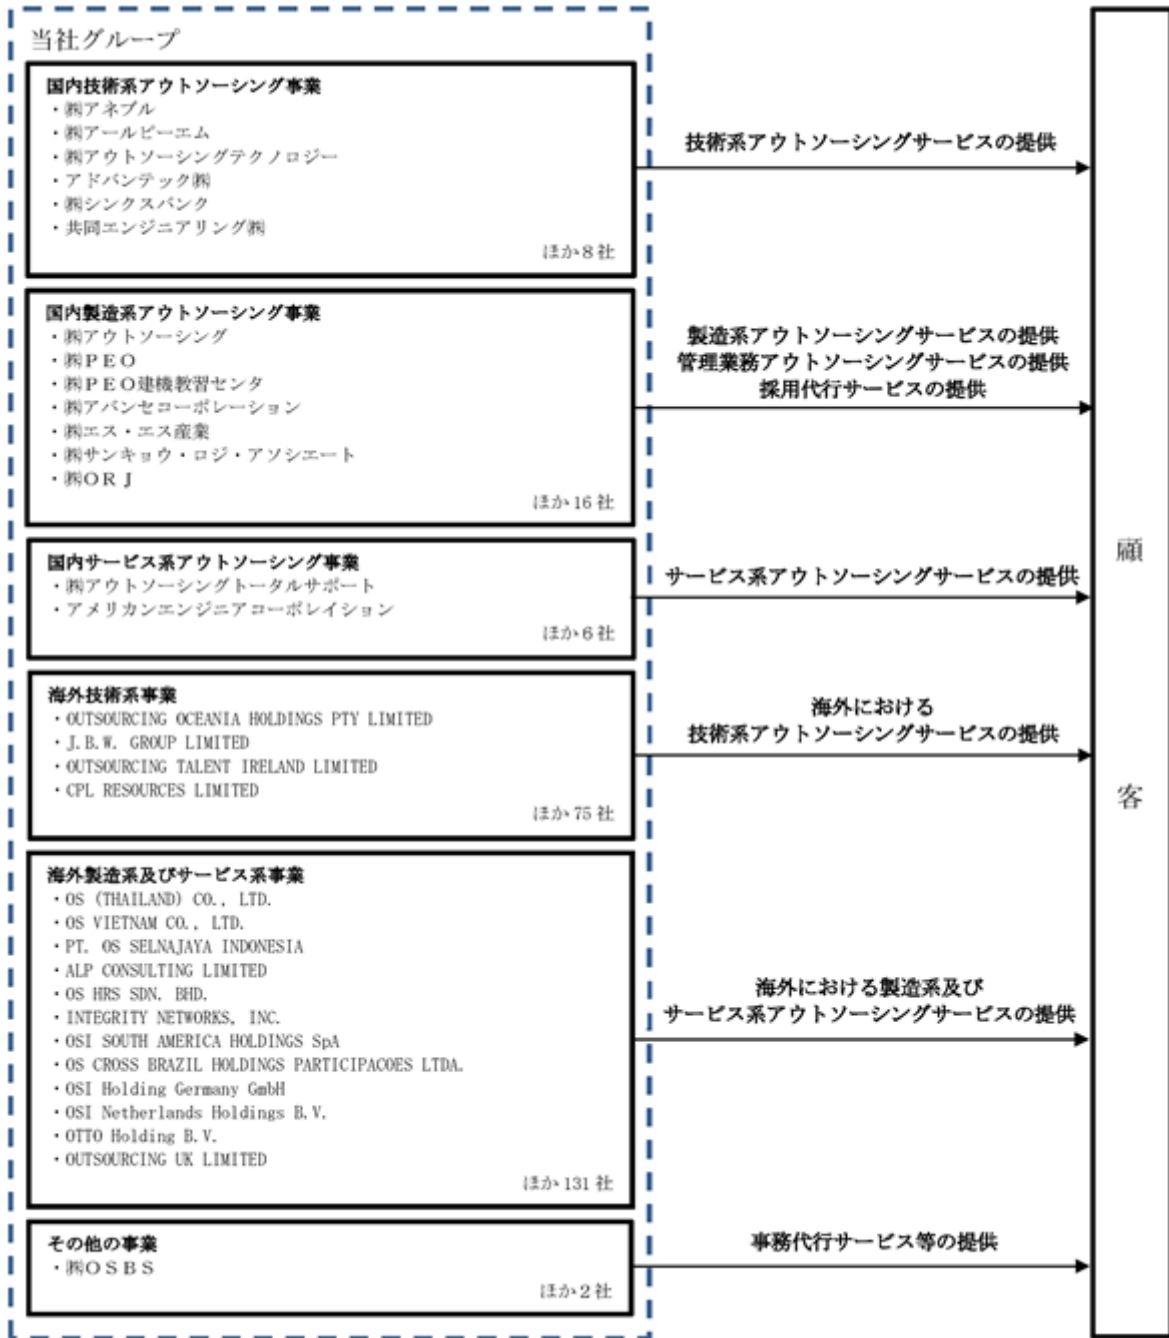 当社グループ
国内技術系アウトソーシング事業
・㈱アネブル
・㈱アールピーエム
・㈱アウトソーシングテクノロジー
・アドバンテック㈱
・㈱シンクスバンク
・共同エンジニアリング㈱
ほか8社
技術系アウトソーシングサービスの提供
国内製造系アウトソーシング事業
・㈱アウトソーシング
・㈱ＰＥＯ
・㈱ＰＥＯ建機教習センタ
・㈱アバンセコーポレーション
・㈱エス・エス産業
・㈱サンキョウ・ロジ・アソシエート
・㈱ＯＲＪ
ほか16社
製造系アウトソーシングサービスの提供
管理業務アウトソーシングサービスの提供
採用代行サービスの提供
国内サービス系アウトソーシング事業
・㈱アウトソーシングトータルサポート
・アメリカンエンジニアコーポレイション
ほか6社
サービス系アウトソーシングサービスの提供
海外技術系事業
・OUTSOURCING OCEANIA HOLDINGS PTY LIMITED
・J.B.W. GROUP LIMITED
・OUTSOURCING TALENT IRELAND LIMITED
・CPL RESOURCES LIMITED
ほか75社
海外における
技術系アウトソーシングサービスの提供
海外製造系及びサービス系事業
・OS (THAILAND) CO., LTD.
・OS VIETNAM CO., LTD.
・PT. OS SELNAJAYA INDONESIA
・ALP CONSULTING LIMITED
・OS HRS SDN. BHD.
・INTEGRITY NETWORKS, INC.
・OSI SOUTH AMERICA HOLDINGS SpA
・OS CROSS BRAZIL HOLDINGS PARTICIPACOES LTDA.
・OSI Holding Germany GmbH
・OSI Netherlands Holdings B.V.
・OTTO Holding B.V.
・OUTSOURCING UK LIMITED
ほか131社
海外における製造系及び
サービス系アウトソーシングサービスの提供
その他の事業
・㈱ＯＳＢＳ
ほか2社
事務代行サービス等の提供
顧
客